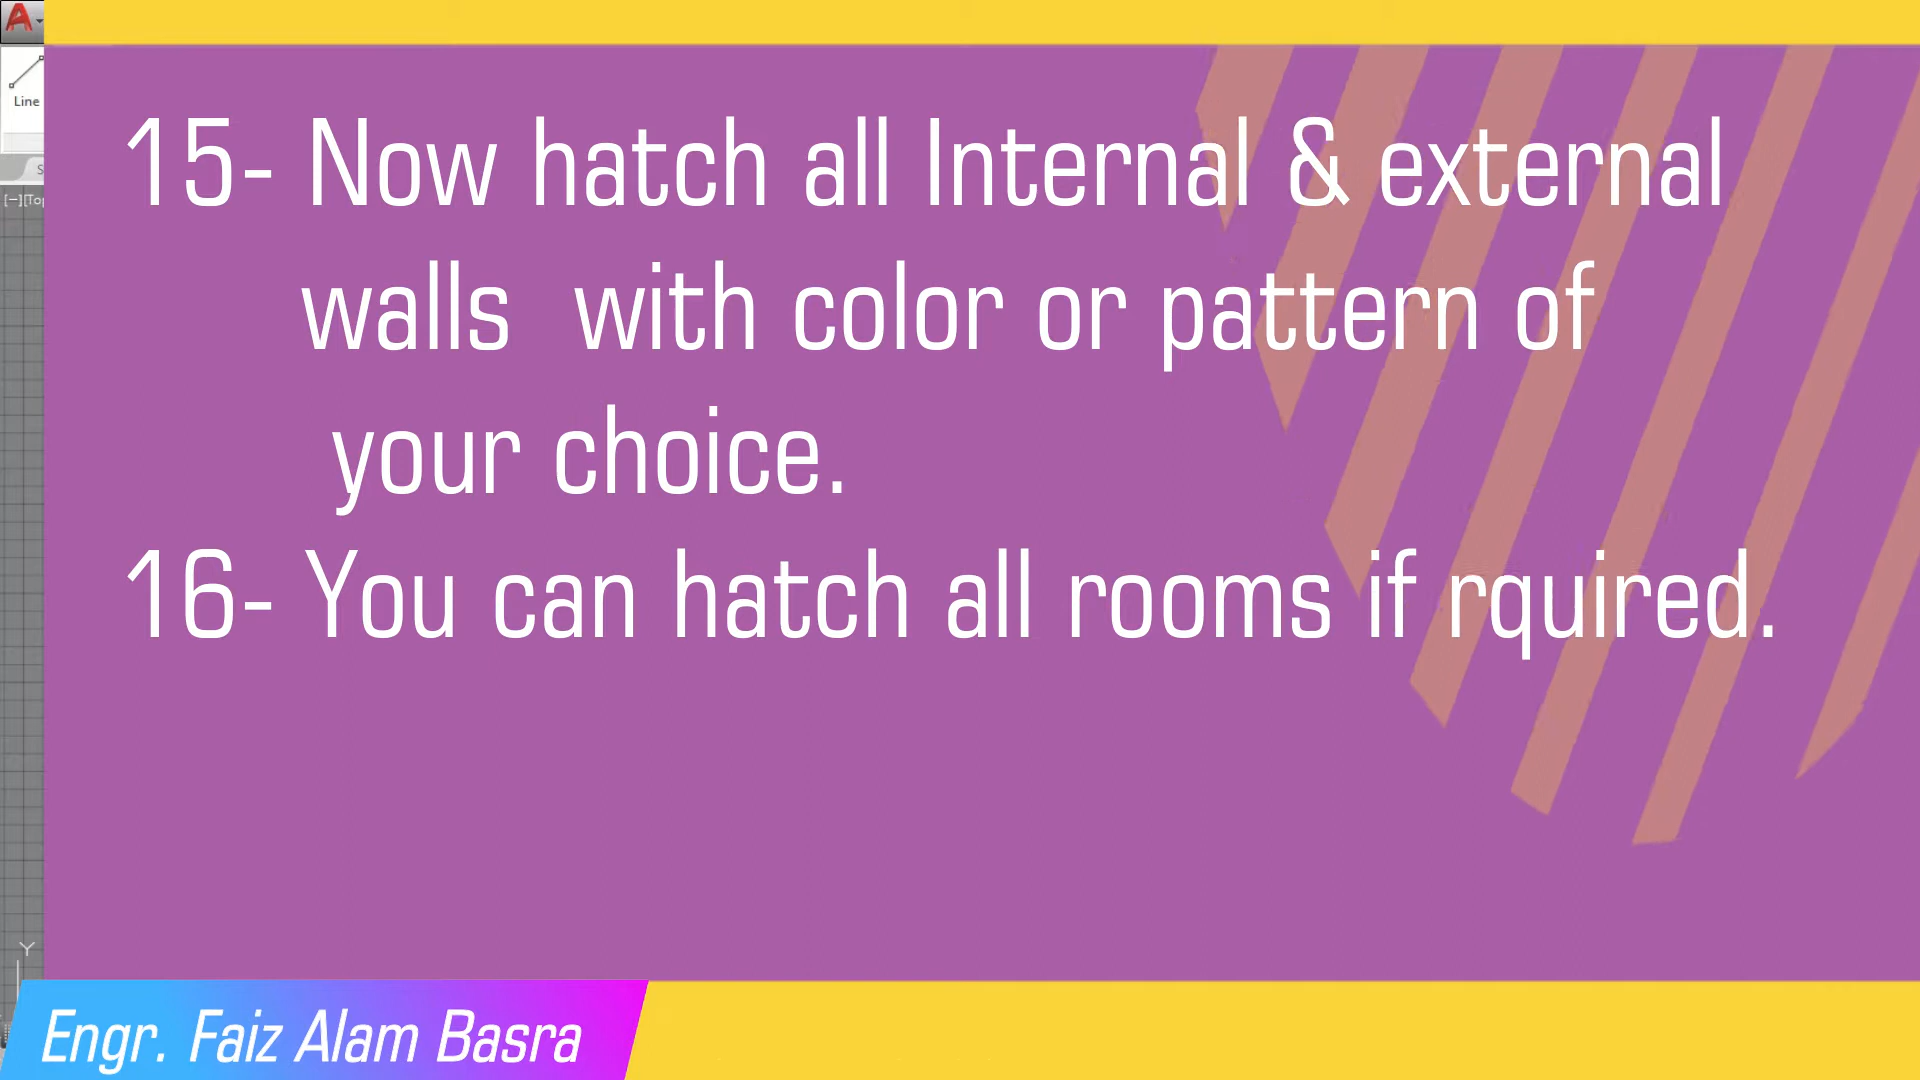 Line
[−][Top
15- Now hatch all Internal & external
walls with color or pattern of
your choice.
16- You can hatch all rooms if rquired.
Y
Engr. Faiz Alam Basra